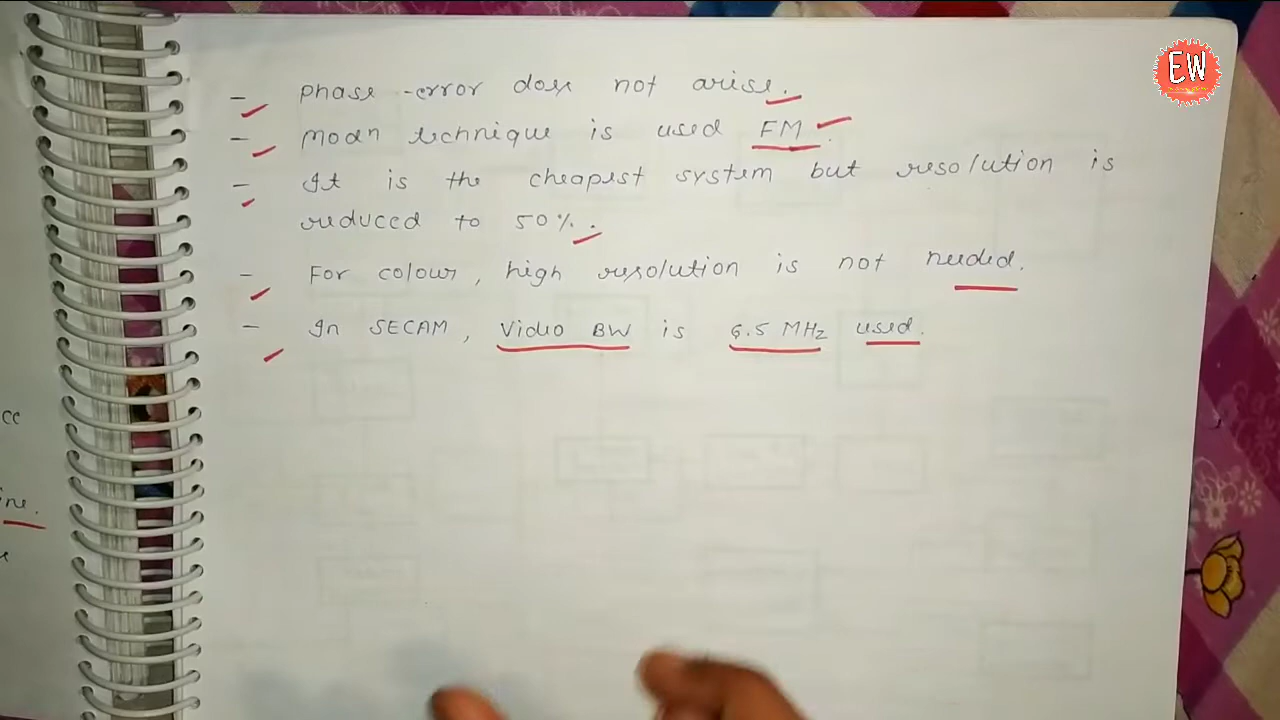 EW
- Phase-error does not arise.
- Modn technique is used FM.
- It is the cheapest system but resolution is
reduced to 50%.
- For colour, high resolution is not needed.
- In SECAM, Video BW is 6.5 MHz used.
cc
ine.